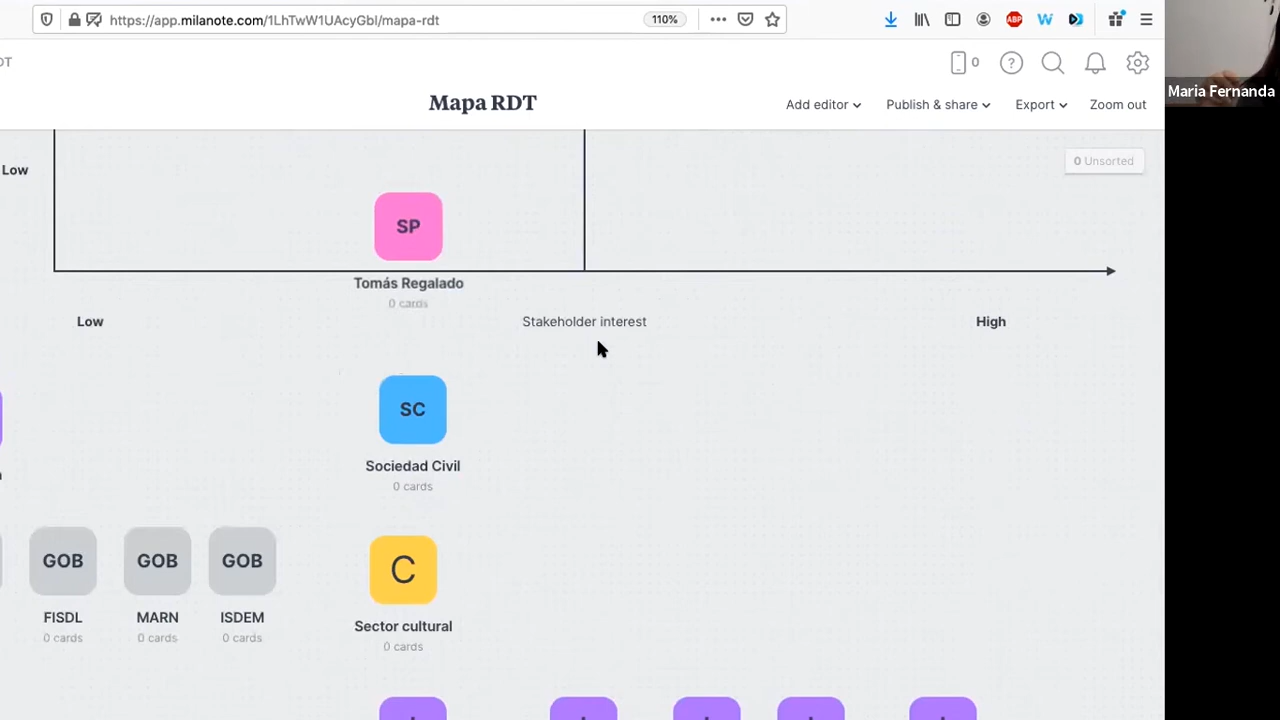 https://app.milanote.com/1LhTwW1UAcyGbl/mapa-rdt
110%
ABP
W
DT
0
?
Mapa RDT
Add editor
Publish & share
Export
Zoom out
Maria Fernanda
0 Unsorted
Low
SP
Tomás Regalado
0 cards
Low
Stakeholder interest
High
SC
Sociedad Civil
0 cards
GOB
GOB
GOB
C
FISDL
MARN
ISDEM
Sector cultural
0 cards
0 cards
0 cards
0 cards